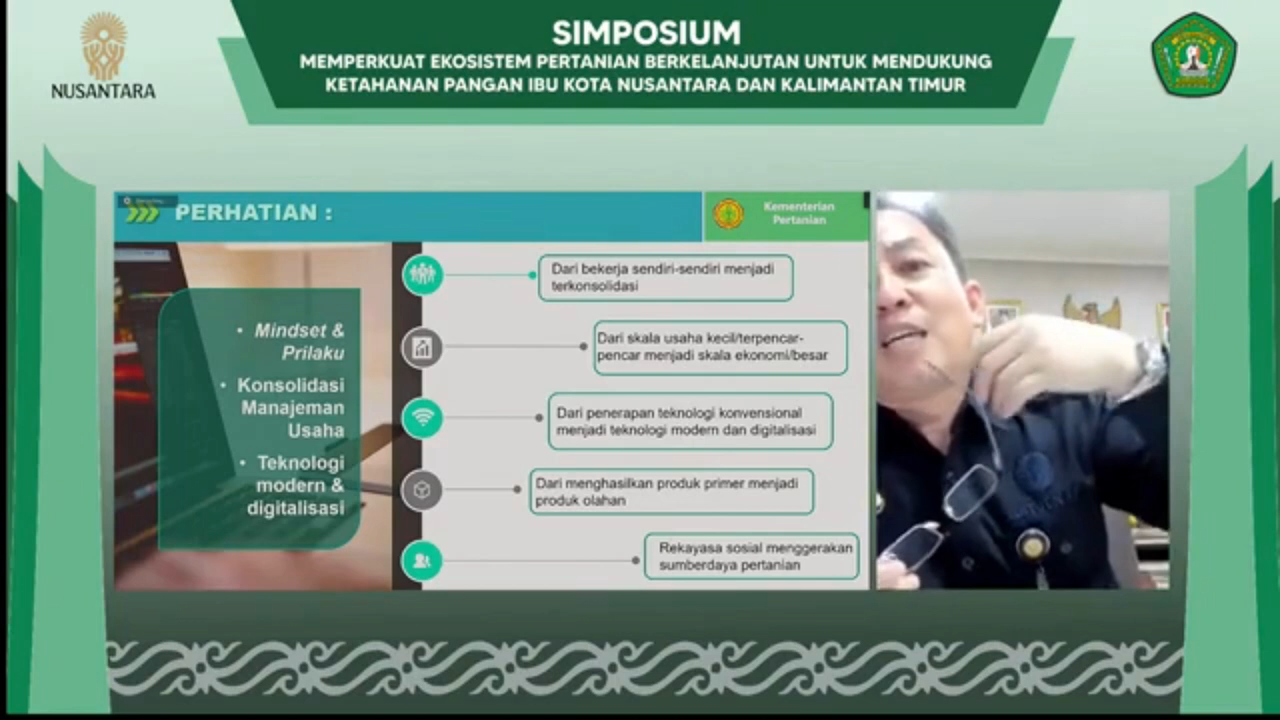 SIMPOSIUM
MEMPERKUAT EKOSISTEM PERTANIAN BERKELANJUTAN UNTUK MENDUKUNG
KETAHANAN PANGAN IBU KOTA NUSANTARA DAN KALIMANTAN TIMUR
NUSANTARA
PERHATIAN :
Kementerian
Pertanian
• Mindset &
Prilaku
• Konsolidasi
Manajeman
Usaha
• Teknologi
modern &
digitalisasi
Dari bekerja sendiri-sendiri menjadi
terkonsolidasi
Dari skala usaha kecil/terpencar-
pencar menjadi skala ekonomi/besar
Dari penerapan teknologi konvensional
menjadi teknologi modern dan digitalisasi
Dari menghasilkan produk primer menjadi
produk olahan
Rekayasa sosial menggerakan
sumberdaya pertanian